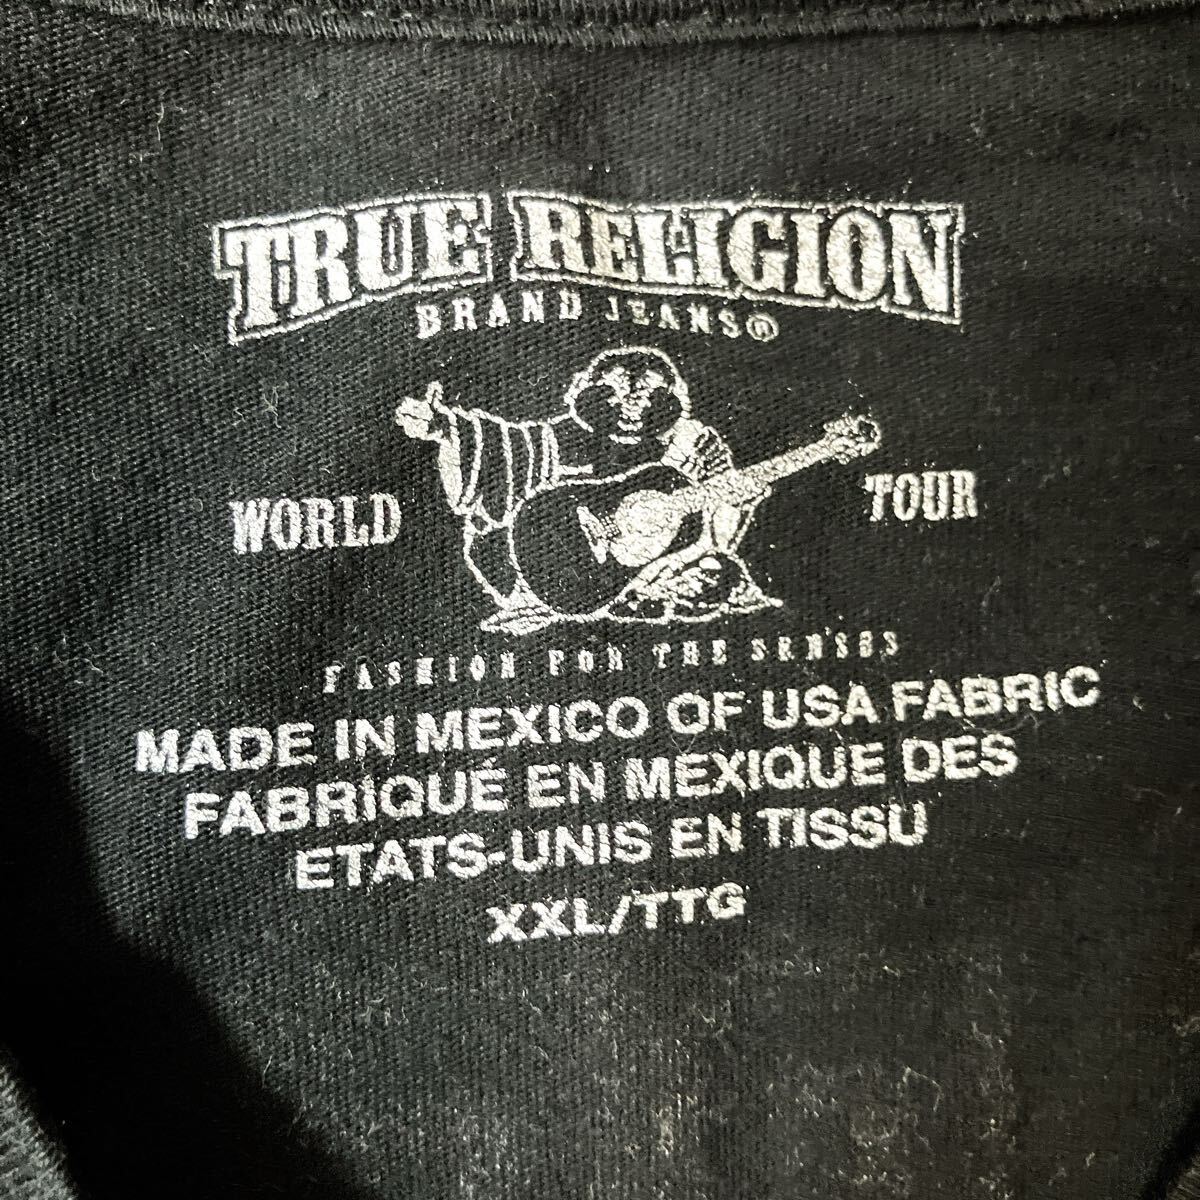 TRUE RELIGION
BRAND JEANS®
WORLD TOUR
FASHION FOR THE SENSES
MADE IN MEXICO OF USA FABRIC
FABRIQUÉ EN MEXIQUE DES
ETATS-UNIS EN TISSU
XXL/TTG